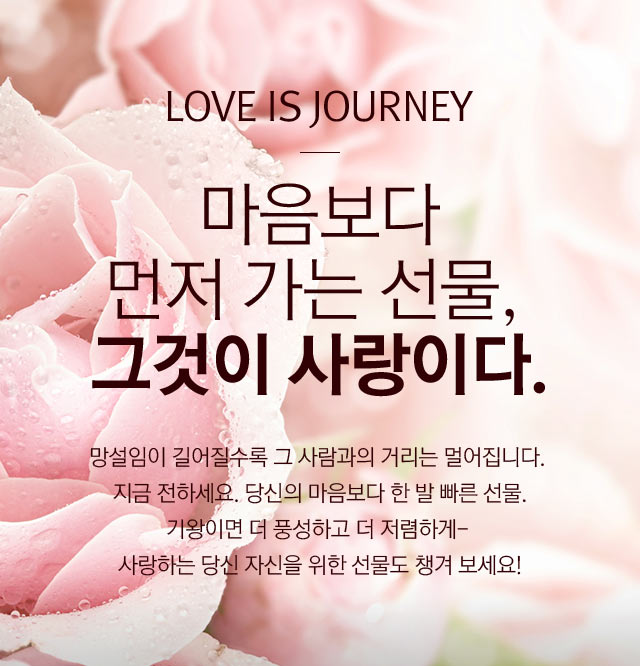 LOVE IS JOURNEY
마음보다
먼저 가는 선물,
그것이 사랑이다.
망설임이 길어질수록 그 사람과의 거리는 멀어집니다.
지금 전하세요. 당신의 마음보다 한 발 빠른 선물.
기왕이면 더 풍성하고 더 저렴하게-
사랑하는 당신 자신을 위한 선물도 챙겨 보세요!